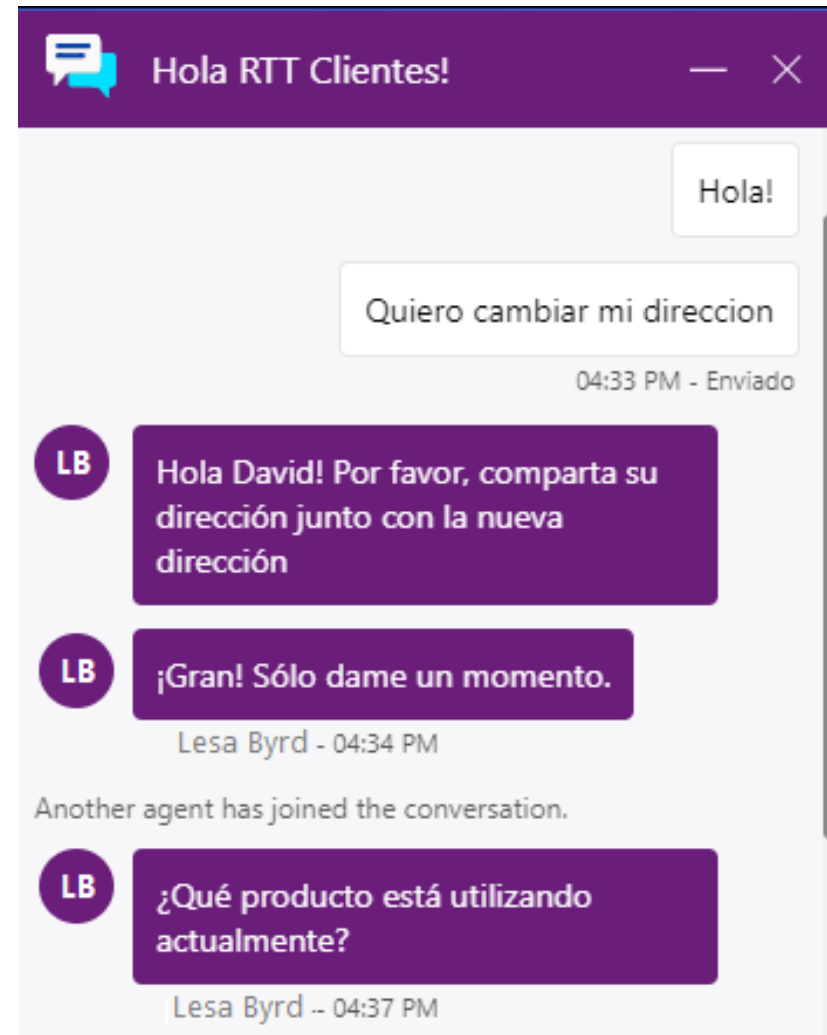 Hola RTT Clientes!
Hola!
Quiero cambiar mi direccion
04:33 PM - Enviado
LB
Hola David! Por favor, comparta su
dirección junto con la nueva
dirección
LB
¡Gran! Sólo dame un momento.
Lesa Byrd - 04:34 PM
Another agent has joined the conversation.
LB
¿Qué producto está utilizando
actualmente?
Lesa Byrd -- 04:37 PM